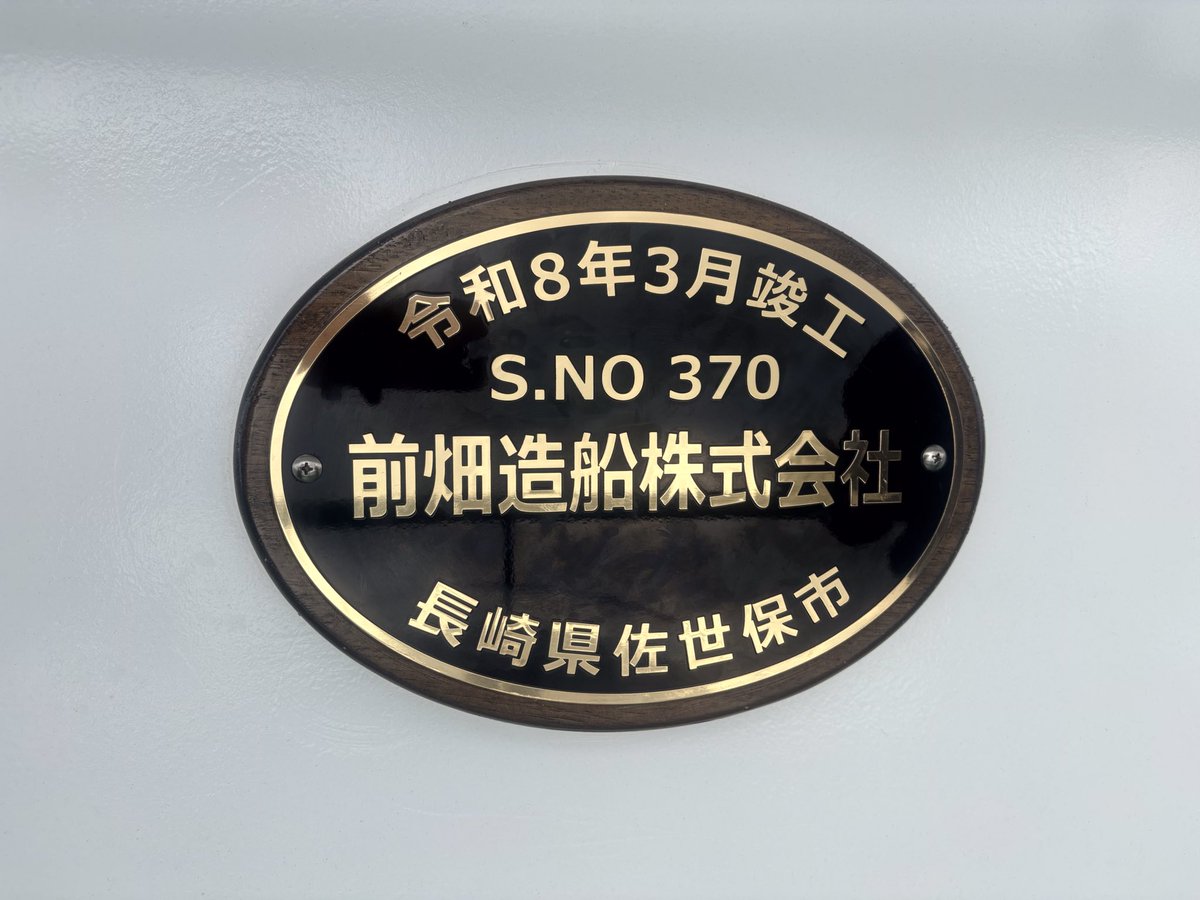 令和8年3月竣工
S.NO 370
前畑造船株式会社
長崎県佐世保市